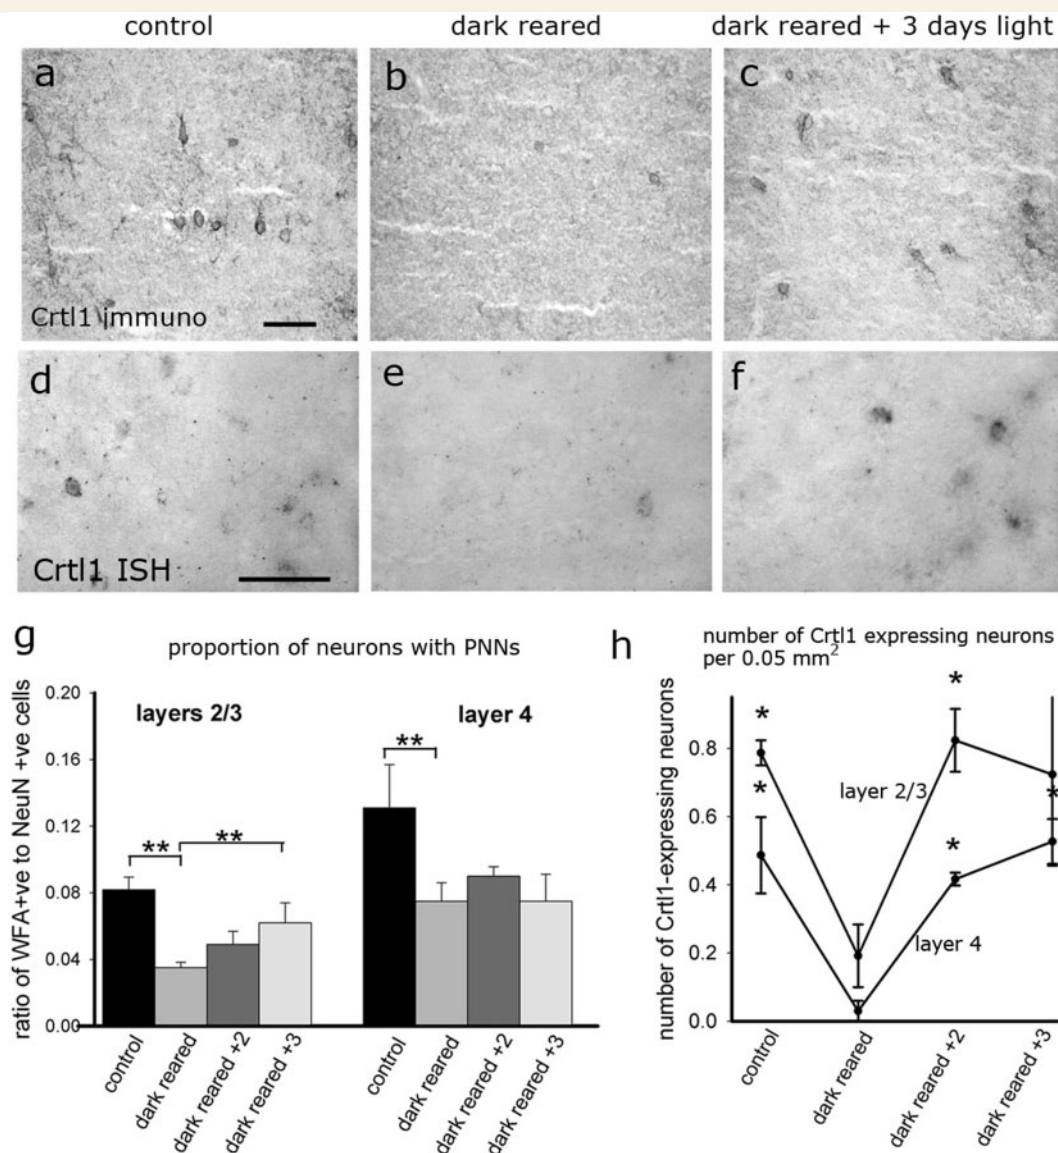 control
dark reared
dark reared + 3 days light
a
b
c
Crtl1 immuno
d
e
f
Crtl1 ISH
g
proportion of neurons with PNNs
ratio of WFA+ve to NeuN +ve cells
0.20
0.16
0.12
0.08
0.04
0.00
layers 2/3
layer 4
**
**
**
control
dark reared
dark reared +2
dark reared +3
control
dark reared
dark reared +2
dark reared +3
h
number of Crtl1 expressing neurons
per 0.05 mm²
number of Crtl1-expressing neurons
0.8
0.6
0.4
0.2
0.0
*
*
*
*
*
layer 2/3
layer 4
control
dark reared
dark reared +2
dark reared +3